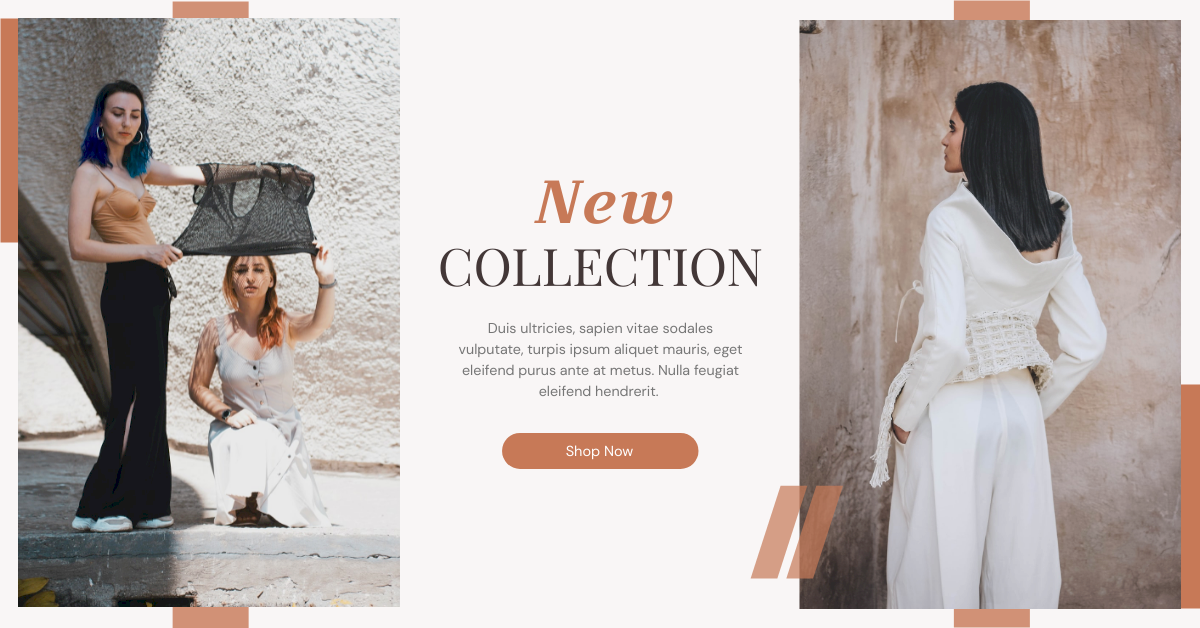 New
COLLECTION
Duis ultricies, sapien vitae sodales
vulputate, turpis ipsum aliquet mauris, eget
eleifend purus ante at metus. Nulla feugiat
eleifend hendrerit.
Shop Now